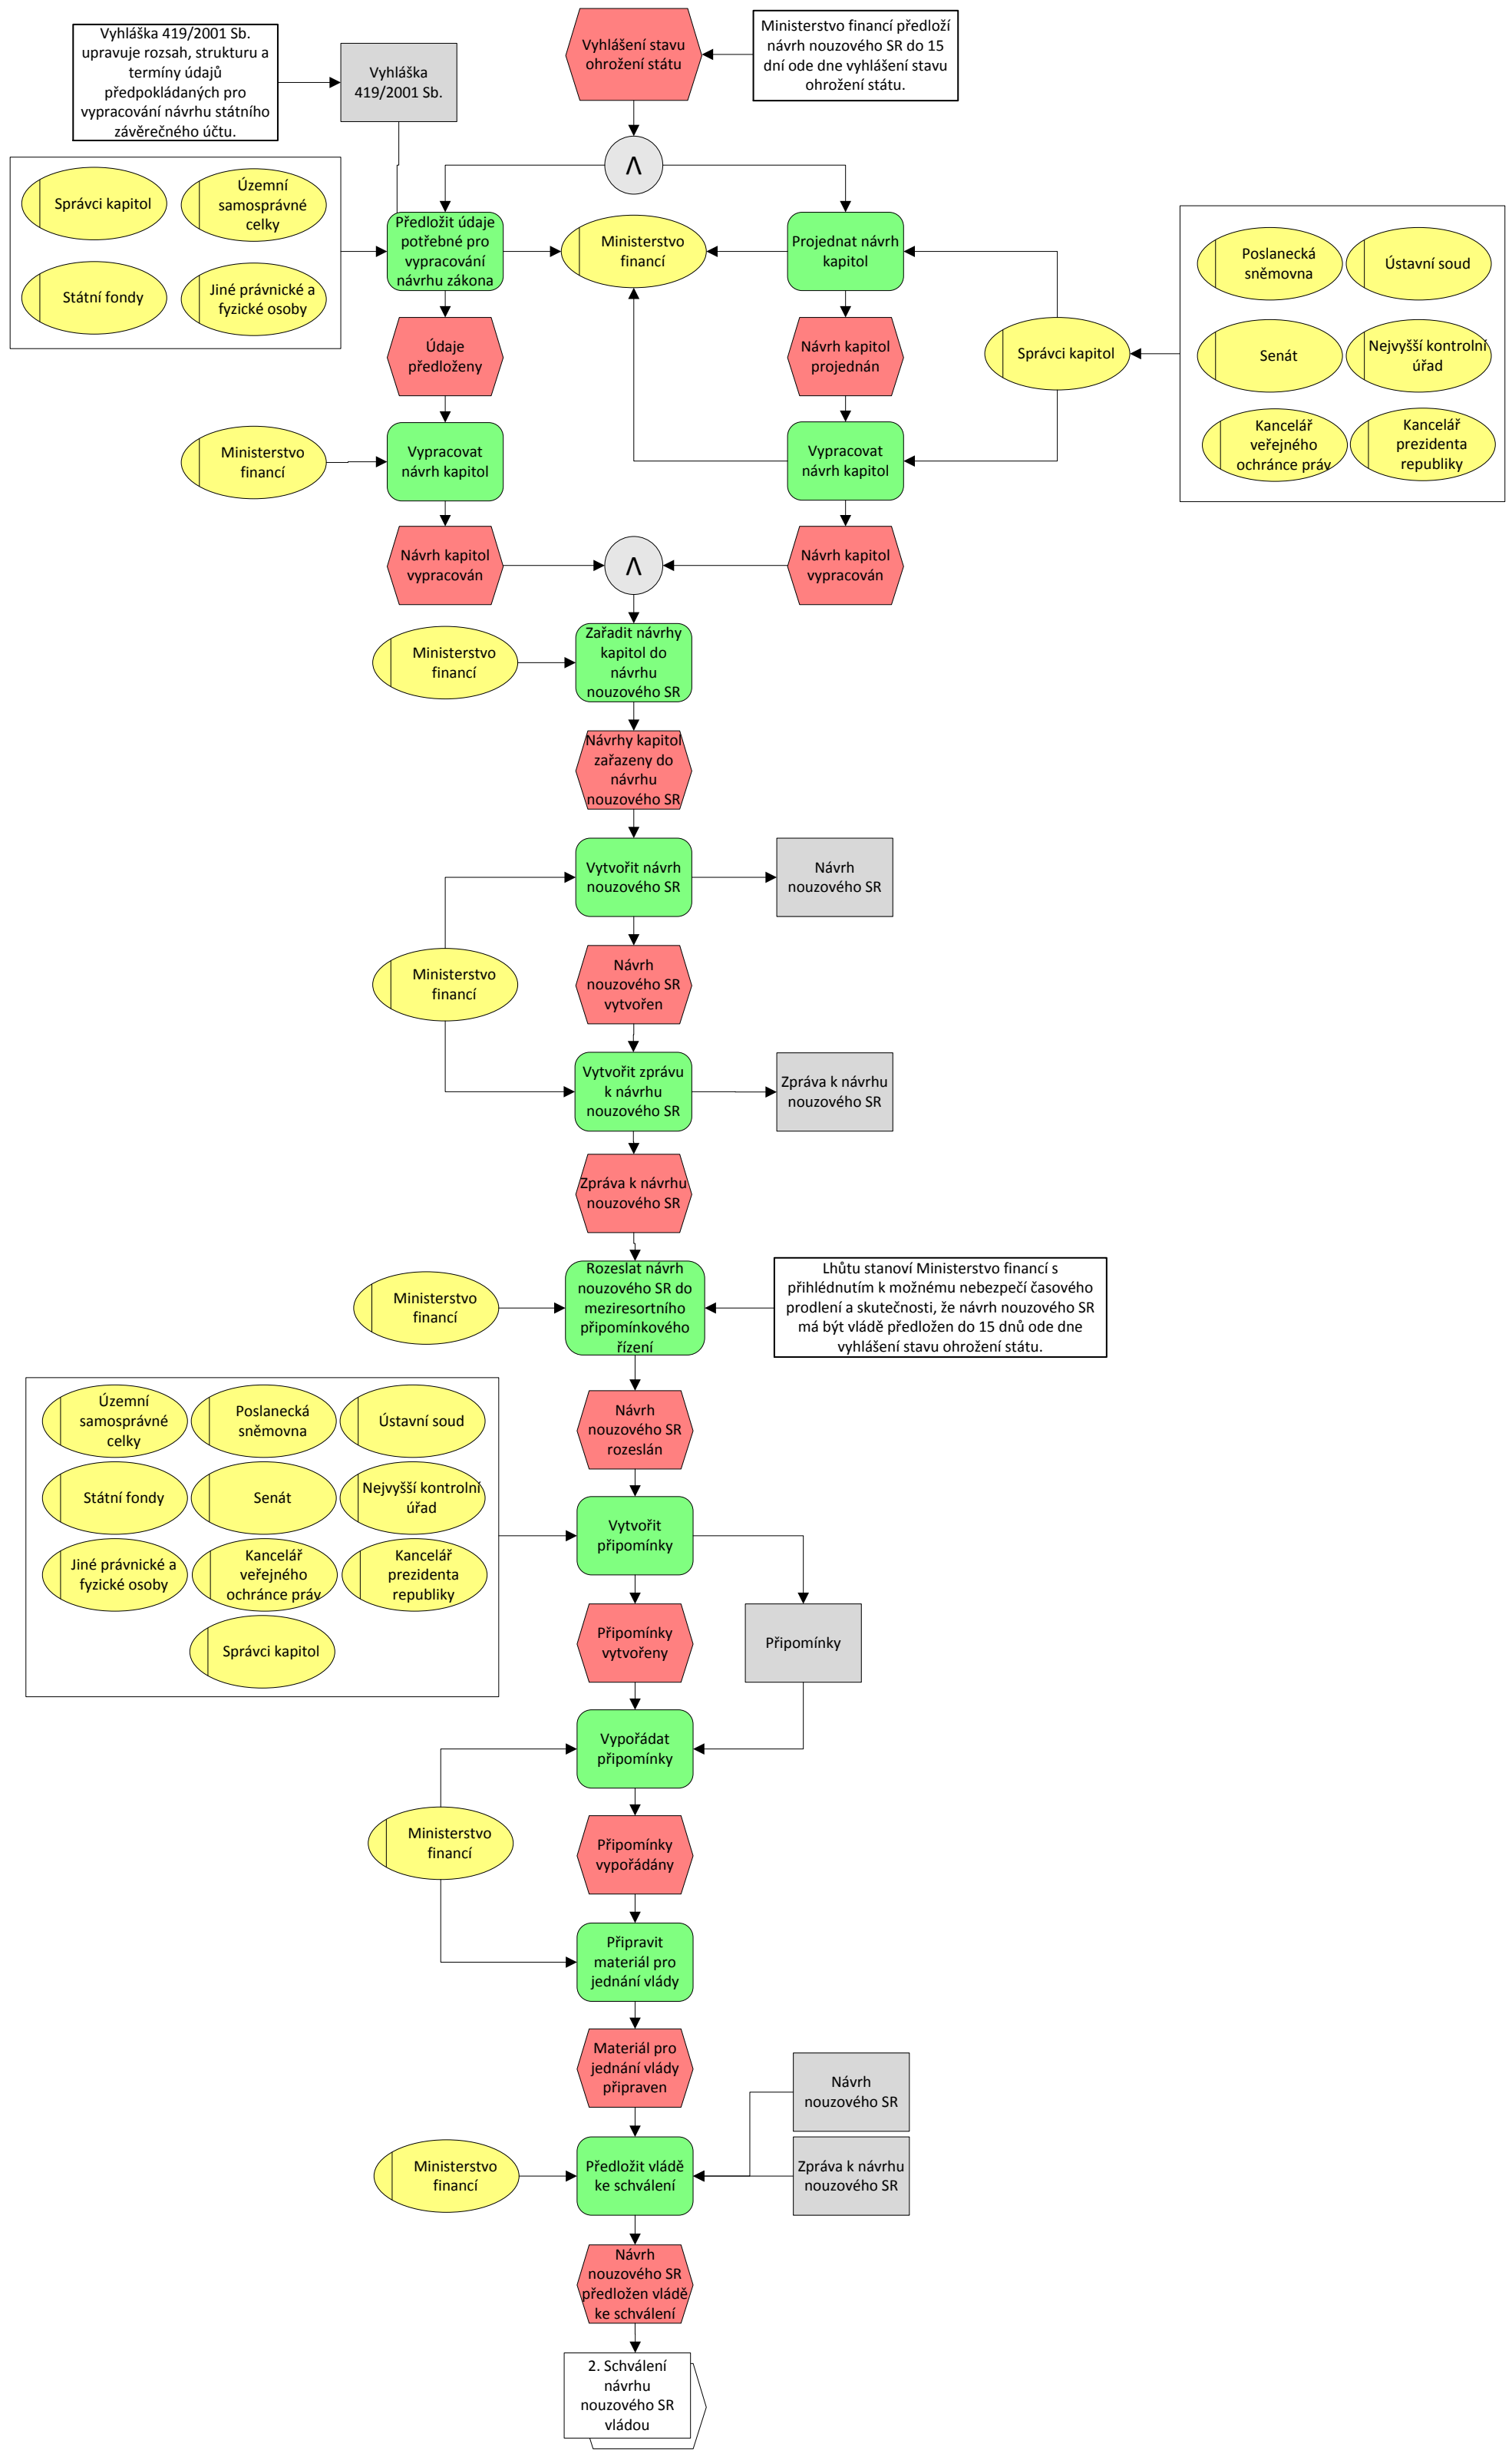 Vyhláška 419/2001 Sb.
upravuje rozsah, strukturu a
termíny údajů
předpokládaných pro
vypracování návrhu státního
závěrečného účtu.
Vyhláška
419/2001 Sb.
Vyhlášení stavu
ohrožení státu
Ministerstvo financí předloží
návrh nouzového SR do 15
dní ode dne vyhlášení stavu
ohrožení státu.
Λ
Správci kapitol
Územní
samosprávné
celky
Státní fondy
Jiné právnické a
fyzické osoby
Předložit údaje
potřebné pro
vypracování
návrhu zákona
Ministerstvo
financí
Projednat návrh
kapitol
Poslanecká
sněmovna
Ústavní soud
Senát
Nejvyšší kontrolní
úřad
Kancelář
veřejného
ochránce práv
Kancelář
prezidenta
republiky
Údaje
předloženy
Návrh kapitol
projednán
Správci kapitol
Ministerstvo
financí
Vypracovat
návrh kapitol
Vypracovat
návrh kapitol
Návrh kapitol
vypracován
Λ
Návrh kapitol
vypracován
Ministerstvo
financí
Zařadit návrhy
kapitol do
návrhu
nouzového SR
Návrhy kapitol
zařazeny do
návrhu
nouzového SR
Vytvořit návrh
nouzového SR
Návrh
nouzového SR
Ministerstvo
financí
Návrh
nouzového SR
vytvořen
Vytvořit zprávu
k návrhu
nouzového SR
Zpráva k návrhu
nouzového SR
Zpráva k návrhu
nouzového SR
Ministerstvo
financí
Rozeslat návrh
nouzového SR do
meziresortního
připomínkového
řízení
Lhůtu stanoví Ministerstvo financí s
přihlédnutím k možnému nebezpečí časového
prodlení a skutečnosti, že návrh nouzového SR
má být vládě předložen do 15 dnů ode dne
vyhlášení stavu ohrožení státu.
Návrh
nouzového SR
rozeslán
Územní
samosprávné
celky
Poslanecká
sněmovna
Ústavní soud
Státní fondy
Senát
Nejvyšší kontrolní
úřad
Jiné právnické a
fyzické osoby
Kancelář
veřejného
ochránce práv
Kancelář
prezidenta
republiky
Správci kapitol
Vytvořit
připomínky
Připomínky
vytvořeny
Připomínky
Vypořádat
připomínky
Ministerstvo
financí
Připomínky
vypořádány
Připravit
materiál pro
jednání vlády
Materiál pro
jednání vlády
připraven
Návrh
nouzového SR
Ministerstvo
financí
Předložit vládě
ke schválení
Zpráva k návrhu
nouzového SR
Návrh
nouzového SR
předložen vládě
ke schválení
2. Schválení
návrhu
nouzového SR
vládou